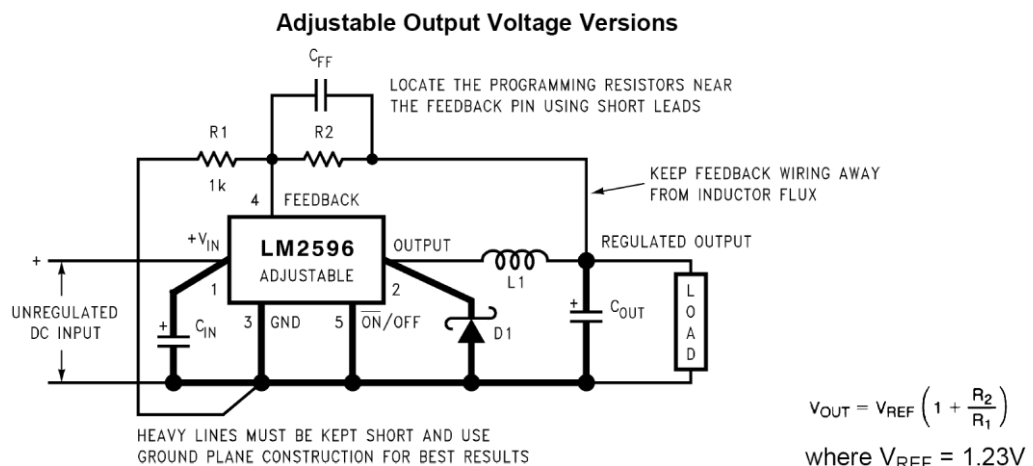 Adjustable Output Voltage Versions
CFF
LOCATE THE PROGRAMMING RESISTORS NEAR
THE FEEDBACK PIN USING SHORT LEADS
R1
R2
1k
KEEP FEEDBACK WIRING AWAY
FROM INDUCTOR FLUX
4
FEEDBACK
+VIN
LM2596
ADJUSTABLE
OUTPUT
REGULATED OUTPUT
+
1
2
L1
UNREGULATED
DC INPUT
+
CIN
3
GND
5
ON/OFF
D1
+
COUT
LOAD
HEAVY LINES MUST BE KEPT SHORT AND USE
GROUND PLANE CONSTRUCTION FOR BEST RESULTS
VOUT = VREF (1 + R2/R1)
where VREF = 1.23V